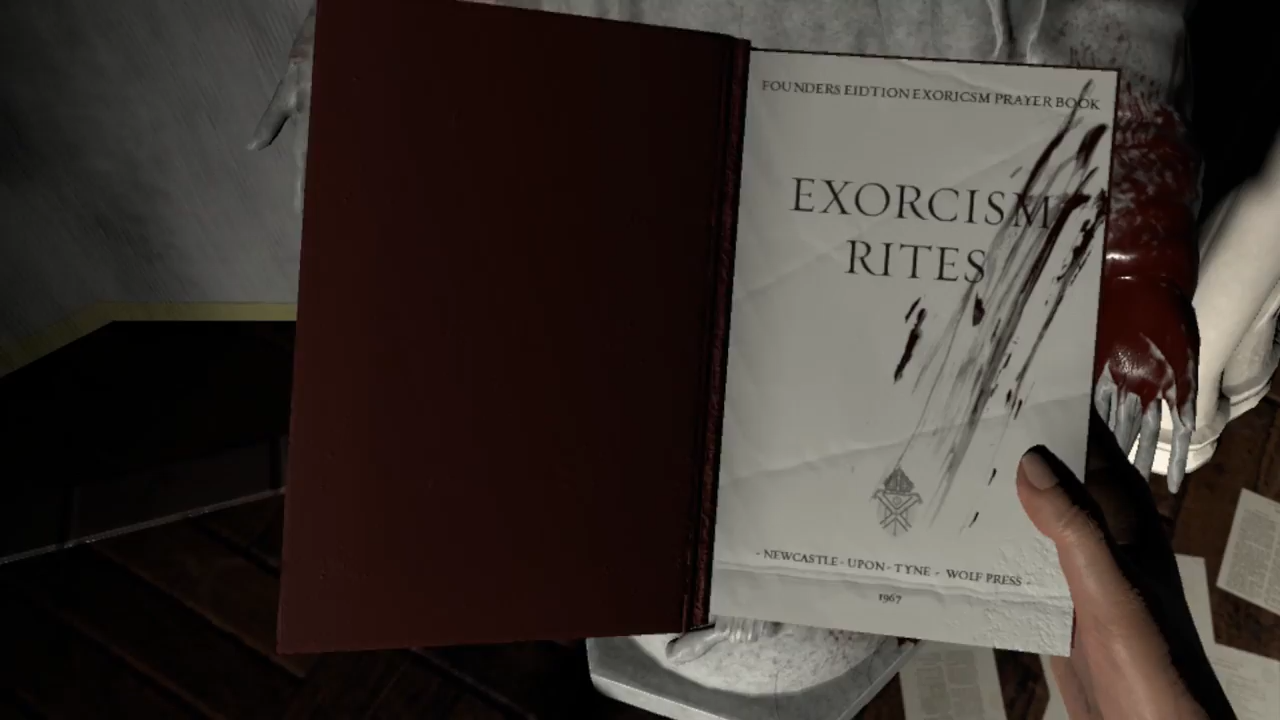 FOUNDERS EIDTION EXORICSM PRAYER BOOK
EXORCISM
RITES
- NEWCASTLE - UPON - TYNE - WOLF PRESS -
1967